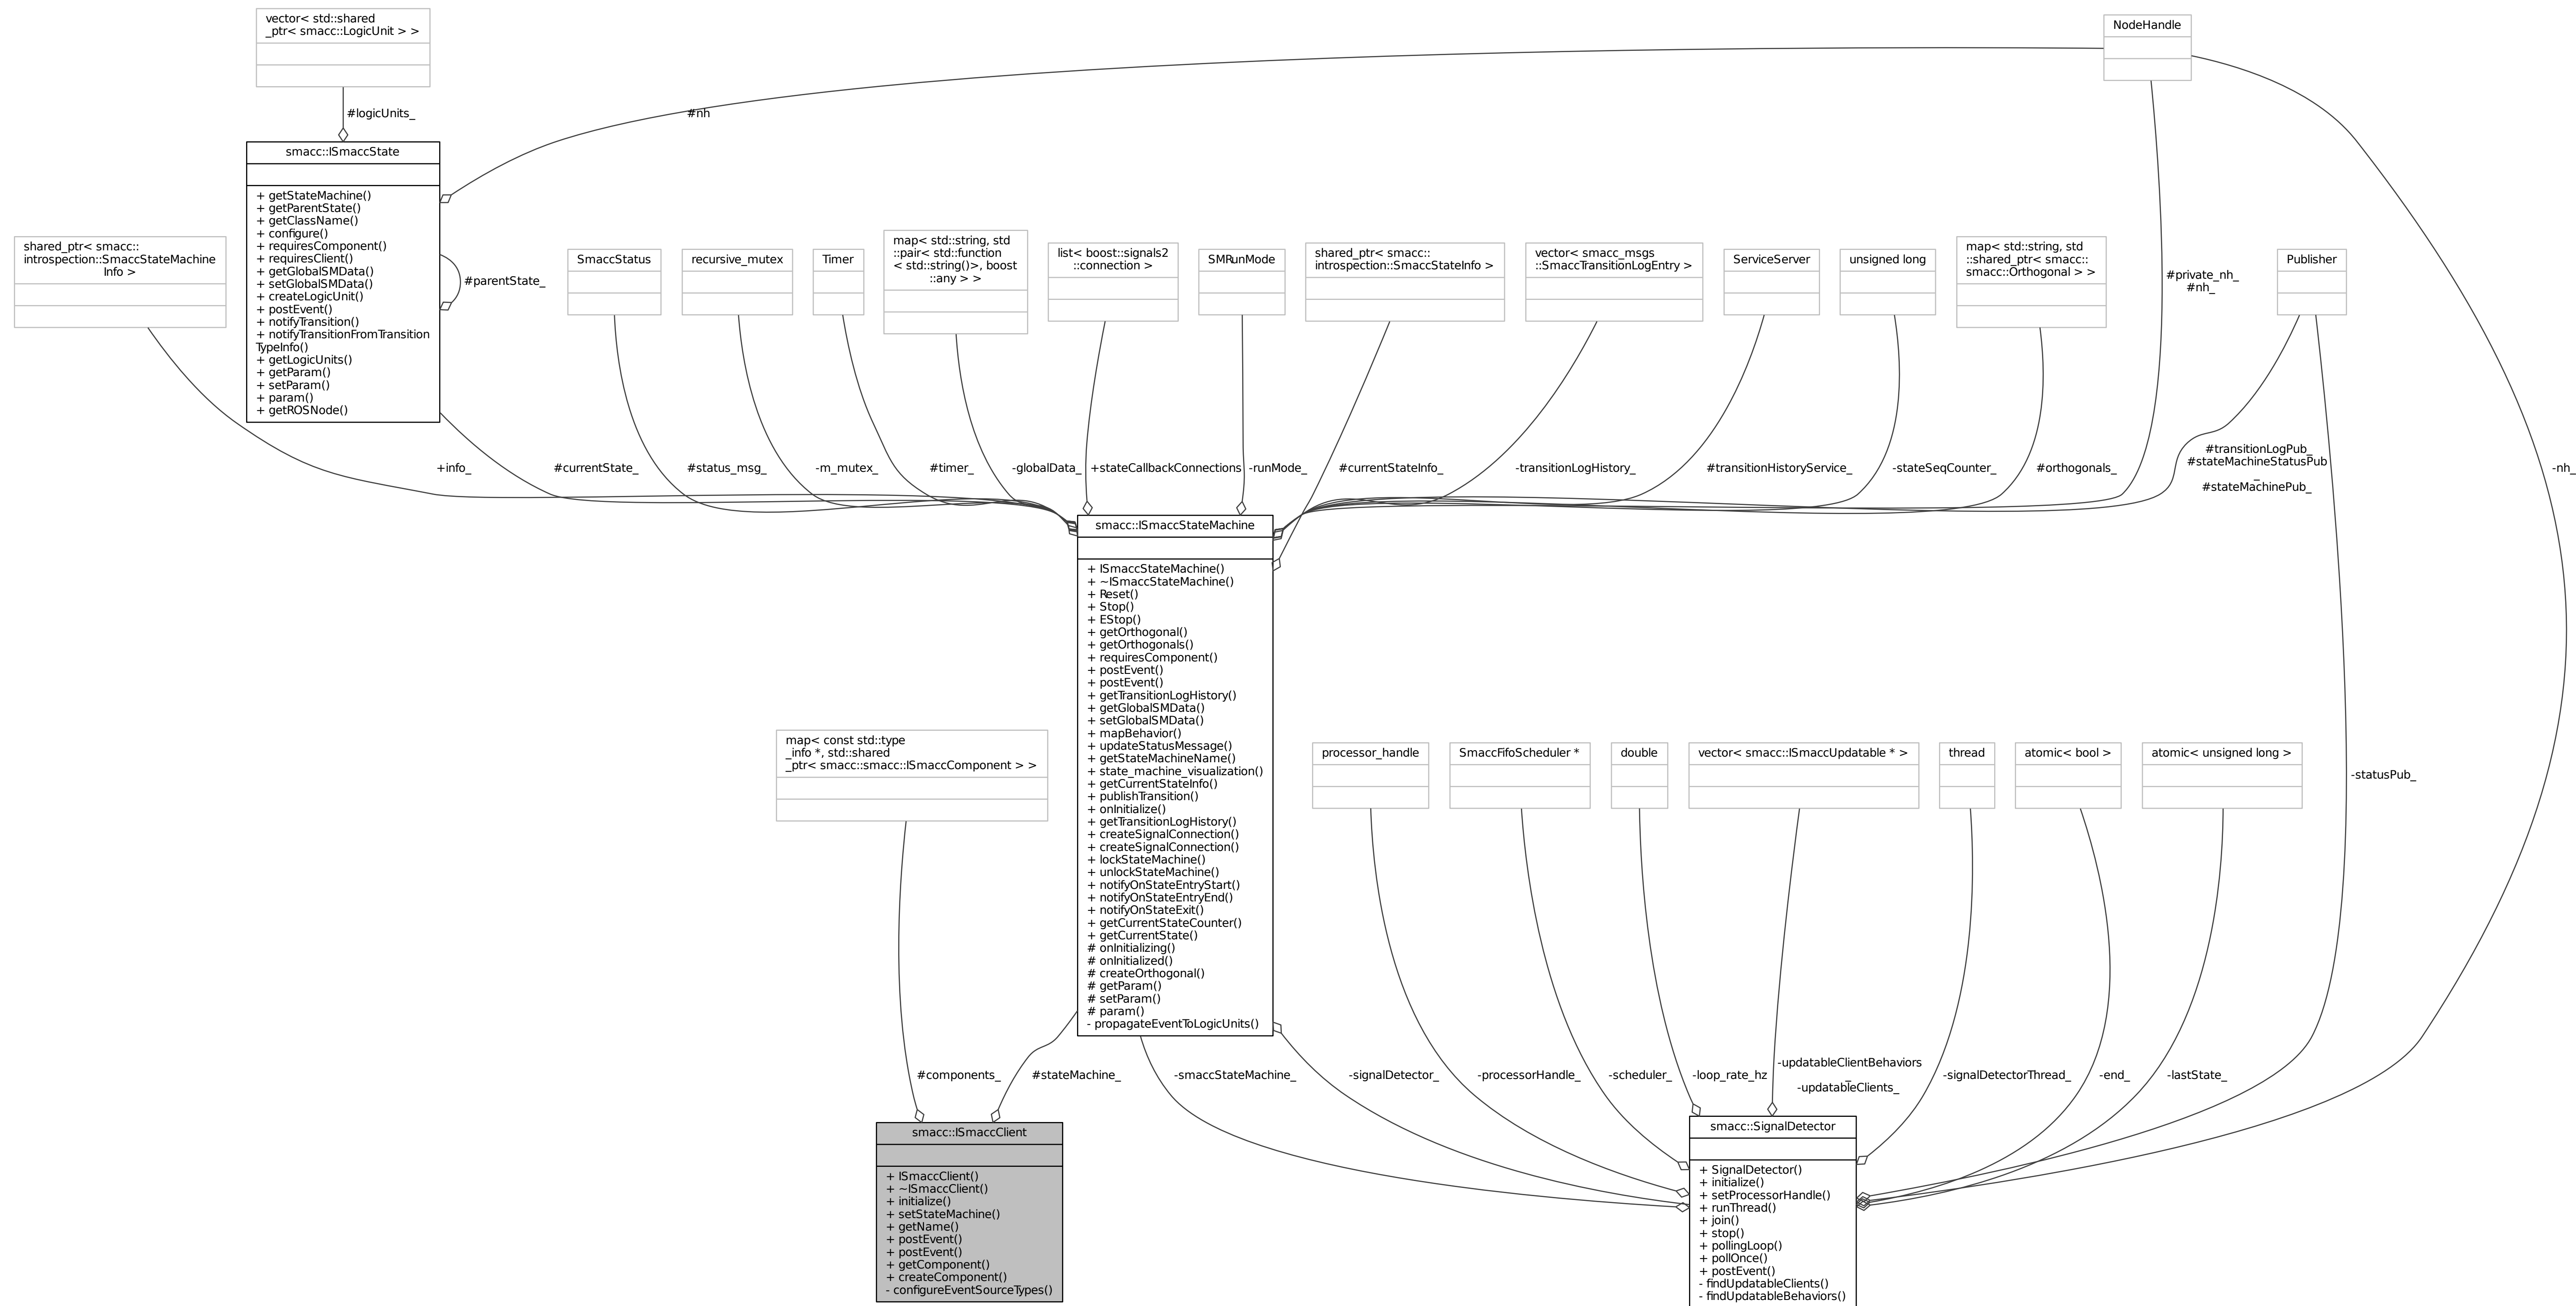 vector< std::shared
_ptr< smacc::LogicUnit > >
NodeHandle
#logicUnits_
#nh
smacc::ISmaccState
+ getStateMachine()
+ getParentState()
+ getClassName()
+ configure()
+ requiresComponent()
+ requiresClient()
+ getGlobalSMData()
+ setGlobalSMData()
+ createLogicUnit()
+ postEvent()
+ notifyTransition()
+ notifyTransitionFromTransition
TypeInfo()
+ getLogicUnits()
+ getParam()
+ setParam()
+ param()
+ getROSNode()
#parentState_
shared_ptr< smacc::
introspection::SmaccStateMachine
Info >
SmaccStatus
recursive_mutex
Timer
map< std::string, std
::pair< std::function
< std::string()>, boost
::any > >
list< boost::signals2
::connection >
SMRunMode
shared_ptr< smacc::
introspection::SmaccStateInfo >
vector< smacc_msgs
::SmaccTransitionLogEntry >
ServiceServer
unsigned long
map< std::string, std
::shared_ptr< smacc::
smacc::Orthogonal > >
#private_nh_
#nh_
Publisher
+info_
#currentState_
#status_msg_
-m_mutex_
#timer_
-globalData_
+stateCallbackConnections
-runMode_
#currentStateInfo_
-transitionLogHistory_
#transitionHistoryService_
-stateSeqCounter_
#orthogonals_
#transitionLogPub_
#stateMachineStatusPub
_
#stateMachinePub_
-nh_
smacc::ISmaccStateMachine
+ ISmaccStateMachine()
+ ~ISmaccStateMachine()
+ Reset()
+ Stop()
+ EStop()
+ getOrthogonal()
+ getOrthogonals()
+ requiresComponent()
+ postEvent()
+ postEvent()
+ getTransitionLogHistory()
+ getGlobalSMData()
+ setGlobalSMData()
+ mapBehavior()
+ updateStatusMessage()
+ getStateMachineName()
+ state_machine_visualization()
+ getCurrentStateInfo()
+ publishTransition()
+ onInitialize()
+ getTransitionLogHistory()
+ createSignalConnection()
+ createSignalConnection()
+ lockStateMachine()
+ unlockStateMachine()
+ notifyOnStateEntryStart()
+ notifyOnStateEntryEnd()
+ notifyOnStateExit()
+ getCurrentStateCounter()
+ getCurrentState()
# onInitializing()
# onInitialized()
# createOrthogonal()
# getParam()
# setParam()
# param()
- propagateEventToLogicUnits()
map< const std::type
_info *, std::shared
_ptr< smacc::smacc::ISmaccComponent > >
processor_handle
SmaccFifoScheduler *
double
vector< smacc::ISmaccUpdatable * >
thread
atomic< bool >
atomic< unsigned long >
-statusPub_
#components_
#stateMachine_
-smaccStateMachine_
-signalDetector_
-processorHandle_
-scheduler_
-loop_rate_hz
-updatableClientBehaviors
_
-updatableClients_
-signalDetectorThread_
-end_
-lastState_
smacc::ISmaccClient
+ ISmaccClient()
+ ~ISmaccClient()
+ initialize()
+ setStateMachine()
+ getName()
+ postEvent()
+ postEvent()
+ getComponent()
+ createComponent()
- configureEventSourceTypes()
smacc::SignalDetector
+ SignalDetector()
+ initialize()
+ setProcessorHandle()
+ runThread()
+ join()
+ stop()
+ pollingLoop()
+ pollOnce()
+ postEvent()
- findUpdatableClients()
- findUpdatableBehaviors()